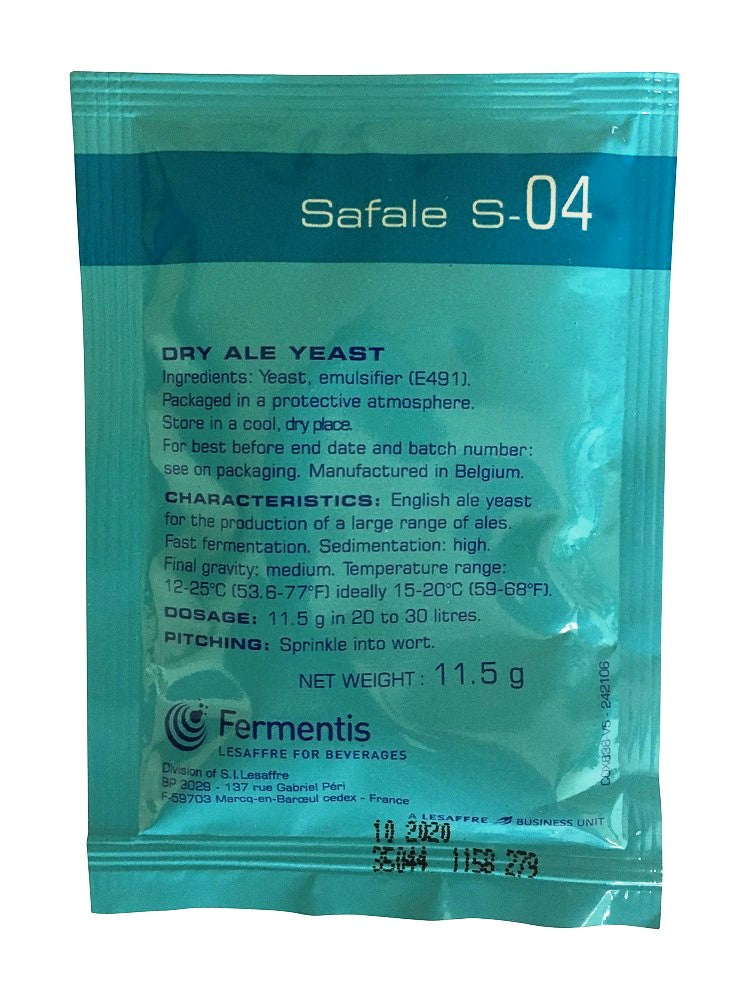 Safale S-04
DRY ALE YEAST
Ingredients: Yeast, emulsifier (E491).
Packaged in a protective atmosphere.
Store in a cool, dry place.
For best before end date and batch number:
see on packaging. Manufactured in Belgium.
CHARACTERISTICS: English ale yeast
for the production of a large range of ales.
Fast fermentation. Sedimentation: high.
Final gravity: medium. Temperature range:
12-25°C (53.6-77°F) ideally 15-20°C (59-68°F).
DOSAGE: 11.5 g in 20 to 30 litres.
PITCHING: Sprinkle into wort.
NET WEIGHT: 11.5 g
Fermentis
LESAFFRE FOR BEVERAGES
Division of S.I.Lesaffre
BP 3029 - 137 rue Gabriel Péri
F-59703 Marcq-en-Barœul cedex - France
A LESAFFRE BUSINESS UNIT
10 2020
35044 1158 279
V5 - 242106